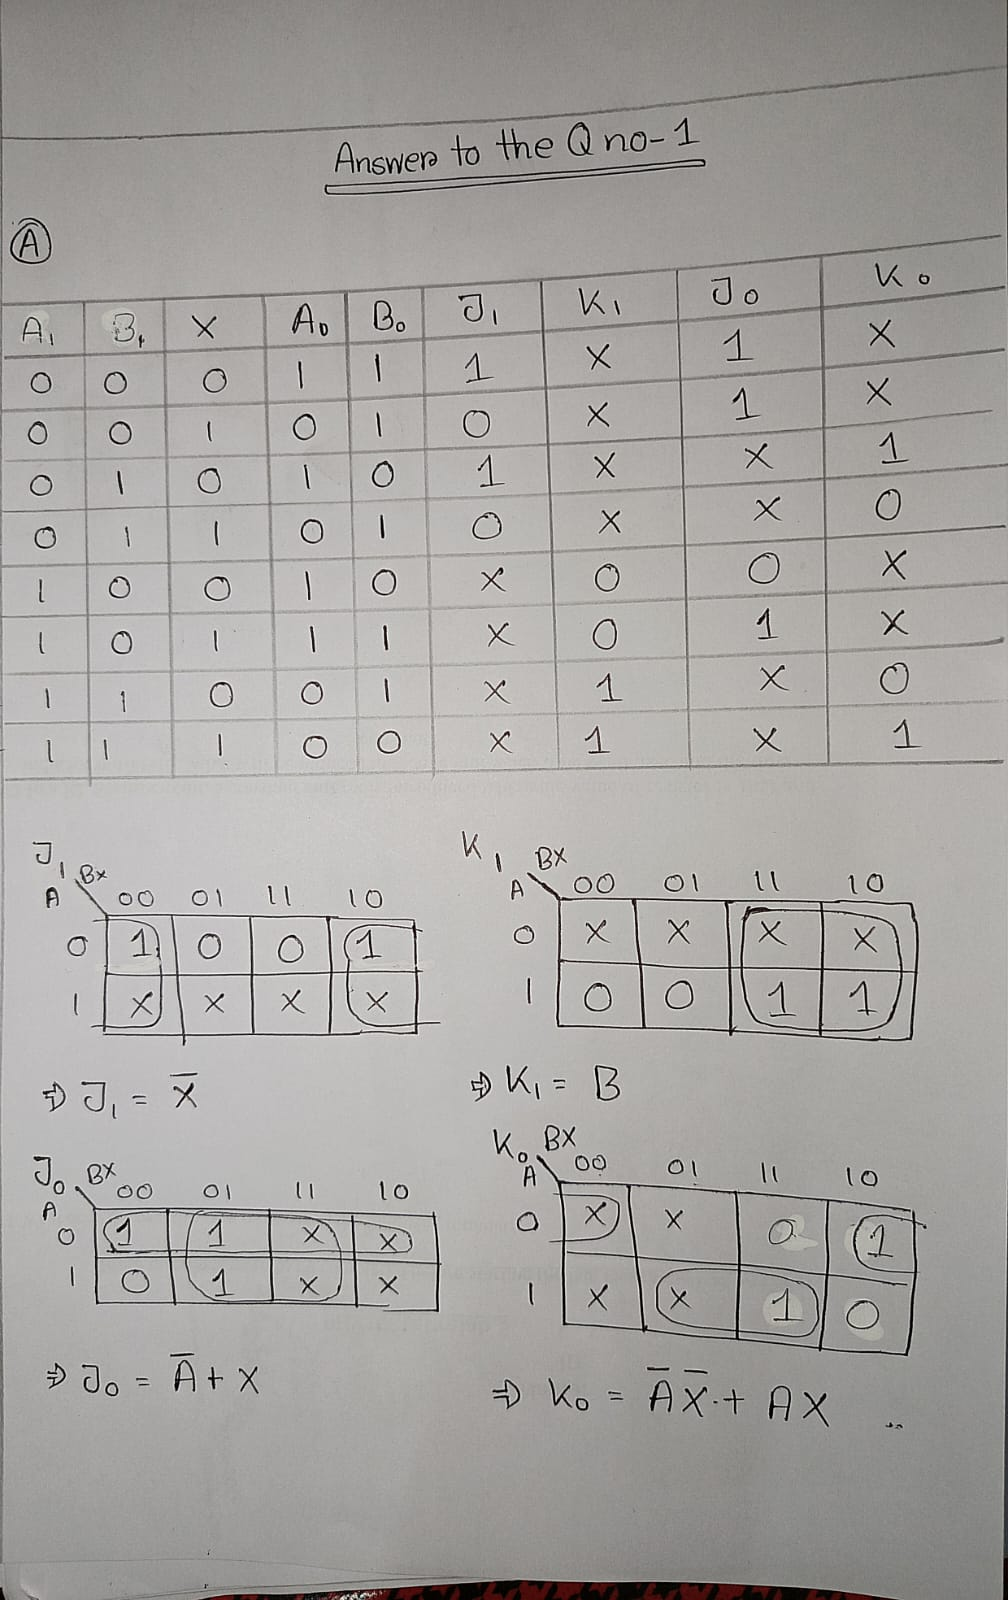 Answer to the Q no-1
A
A₁ B₁ X A₀ B₀ J₁ K₁ J₀ K₀
0 0 0 1 1 1 X 1 X
0 0 1 0 1 0 X 1 X
0 1 0 1 0 1 X X 1
0 1 1 0 1 0 X X 0
1 0 0 1 0 X 0 0 X
1 0 1 1 1 X 0 1 X
1 1 0 0 1 X 1 X 0
1 1 1 0 0 X 1 X 1
J₁ BX
A 00 01 11 10
0 1 0 0 1
1 X X X X
⇒ J₁ = X̅
K₁ BX
A 00 01 11 10
0 X X X X
1 0 0 1 1
⇒ K₁ = B
J₀ BX
A 00 01 11 10
0 1 1 X X
1 0 1 X X
⇒ J₀ = A̅ + X
K₀ BX
A 00 01 11 10
0 X X 0 1
1 X X 1 0
⇒ K₀ = A̅ X̅ + A X